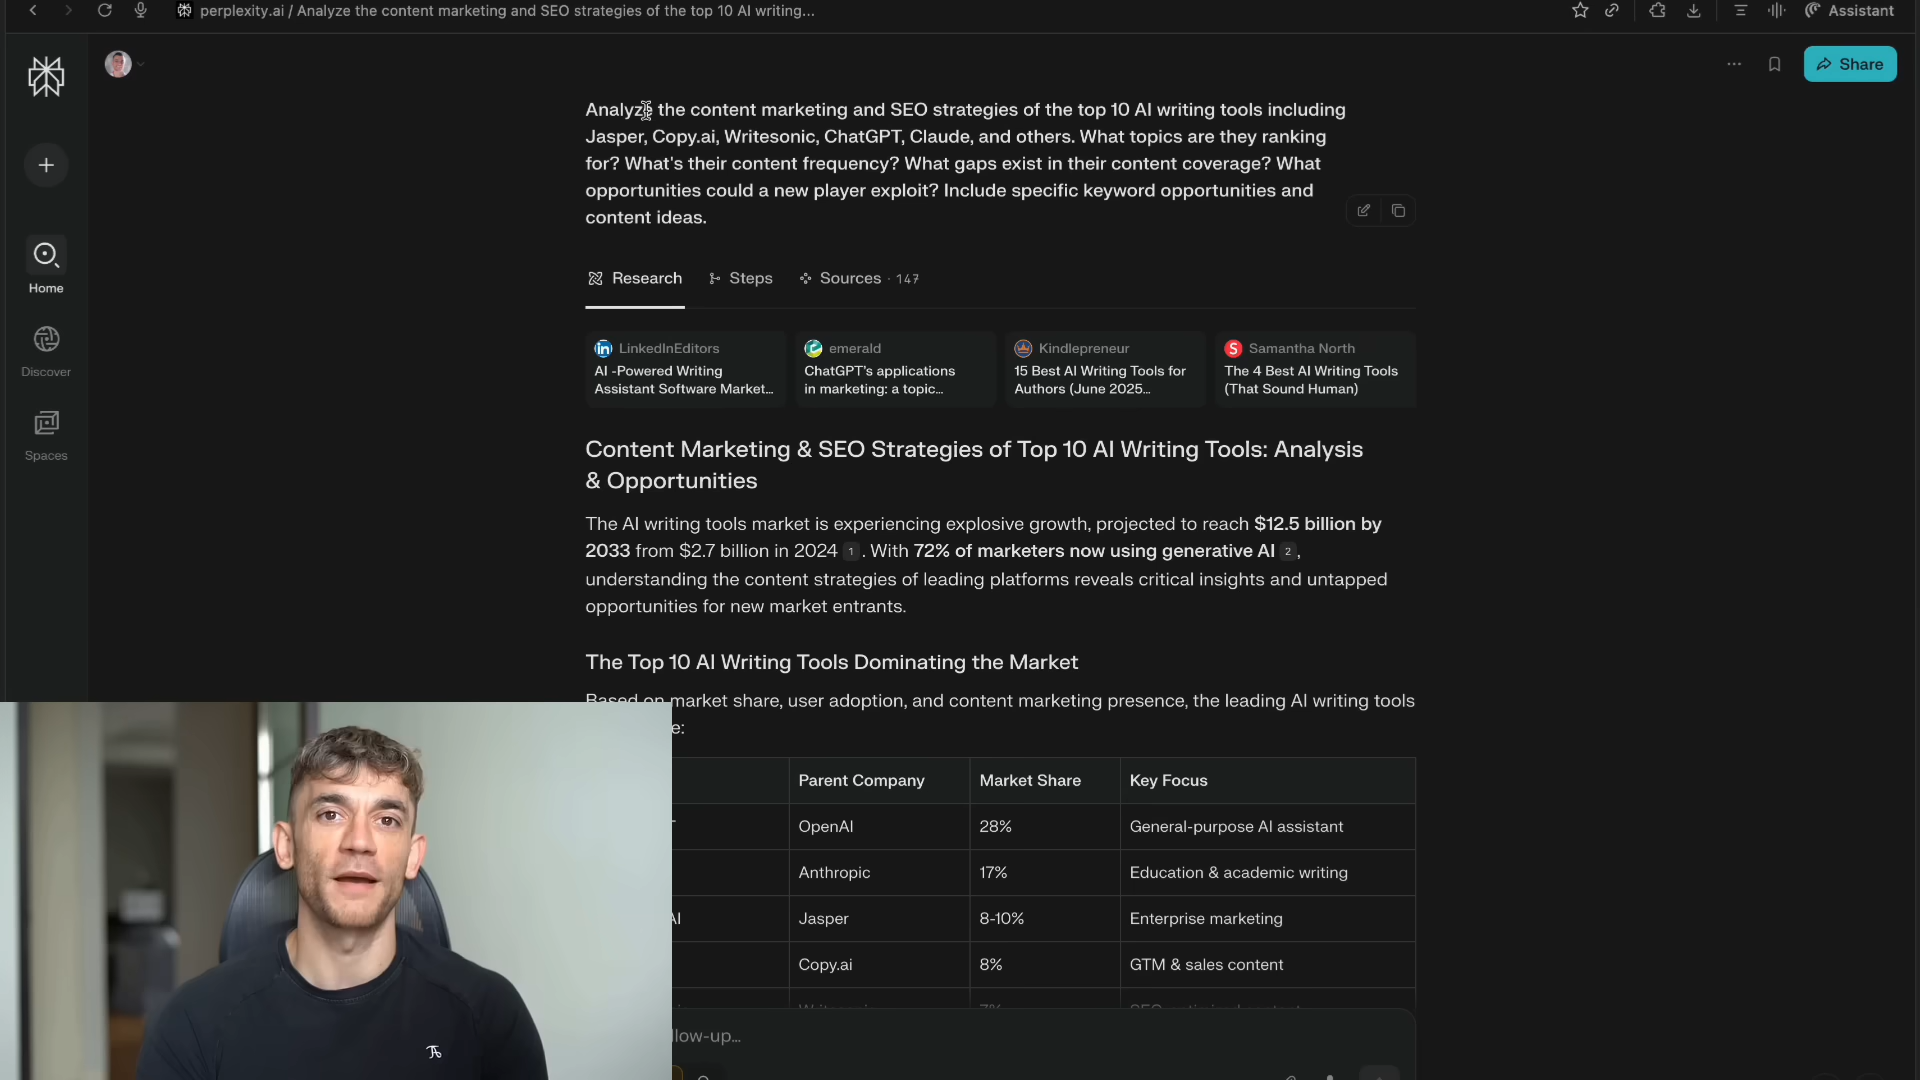 perplexity.ai / Analyze the content marketing and SEO strategies of the top 10 AI writing...
Assistant
Share
Analyze the content marketing and SEO strategies of the top 10 AI writing tools including
Jasper, Copy.ai, Writesonic, ChatGPT, Claude, and others. What topics are they ranking
for? What's their content frequency? What gaps exist in their content coverage? What
opportunities could a new player exploit? Include specific keyword opportunities and
content ideas.
Home
Discover
Spaces
Research Steps Sources · 147
LinkedInEditors
AI -Powered Writing
Assistant Software Market...
emerald
ChatGPT's applications
in marketing: a topic...
Kindlepreneur
15 Best AI Writing Tools for
Authors (June 2025...
Samantha North
The 4 Best AI Writing Tools
(That Sound Human)
Content Marketing & SEO Strategies of Top 10 AI Writing Tools: Analysis
& Opportunities
The AI writing tools market is experiencing explosive growth, projected to reach $12.5 billion by
2033 from $2.7 billion in 2024 1 . With 72% of marketers now using generative AI 2 ,
understanding the content strategies of leading platforms reveals critical insights and untapped
opportunities for new market entrants.
The Top 10 AI Writing Tools Dominating the Market
Based on market share, user adoption, and content marketing presence, the leading AI writing tools
e:
Parent Company Market Share Key Focus
OpenAI 28% General-purpose AI assistant
Anthropic 17% Education & academic writing
AI Jasper 8-10% Enterprise marketing
Copy.ai 8% GTM & sales content
low-up...